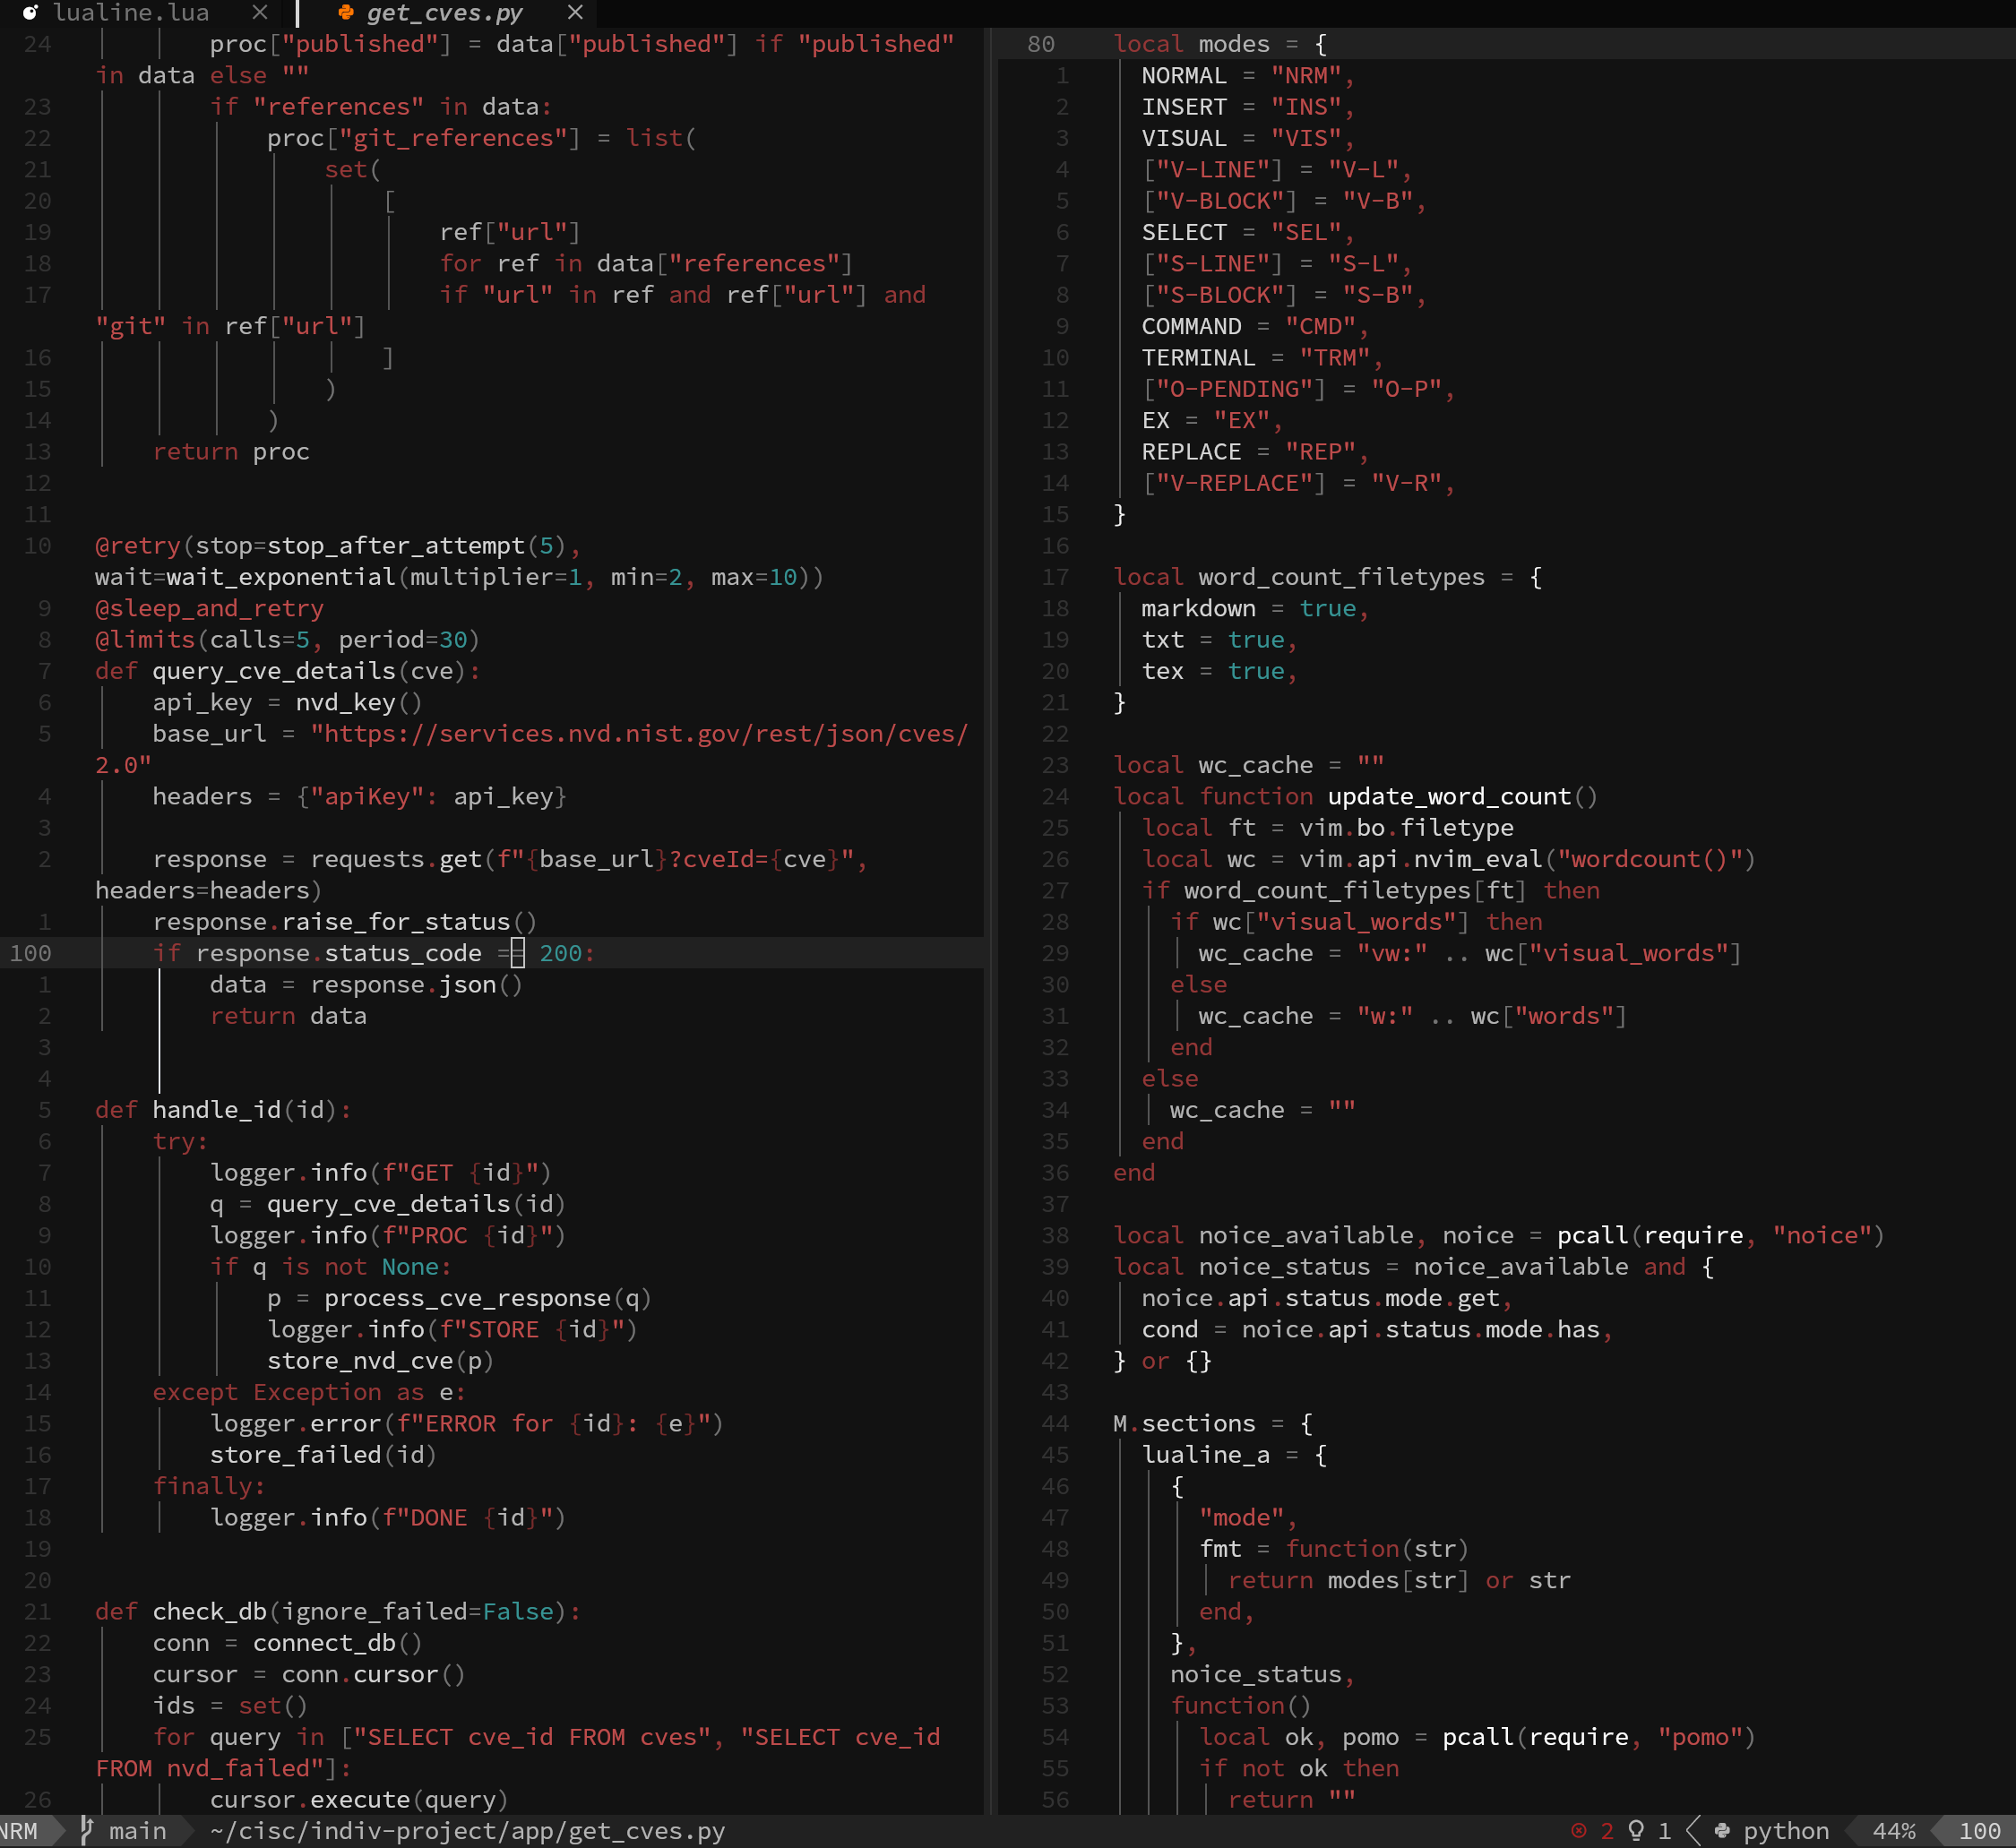 lualine.lua ×
get_cves.py ×
24 proc["published"] = data["published"] if "published"
in data else ""
23 if "references" in data:
22 proc["git_references"] = list(
21 set(
20 [
19 ref["url"]
18 for ref in data["references"]
17 if "url" in ref and ref["url"] and
"git" in ref["url"]
16 ]
15 )
14 )
13 return proc
12
11
10 @retry(stop=stop_after_attempt(5),
wait=wait_exponential(multiplier=1, min=2, max=10))
9 @sleep_and_retry
8 @limits(calls=5, period=30)
7 def query_cve_details(cve):
6 api_key = nvd_key()
5 base_url = "https://services.nvd.nist.gov/rest/json/cves/
2.0"
4 headers = {"apiKey": api_key}
3
2 response = requests.get(f"{base_url}?cveId={cve}",
headers=headers)
1 response.raise_for_status()
100 if response.status_code == 200:
1 data = response.json()
2 return data
3
4
5 def handle_id(id):
6 try:
7 logger.info(f"GET {id}")
8 q = query_cve_details(id)
9 logger.info(f"PROC {id}")
10 if q is not None:
11 p = process_cve_response(q)
12 logger.info(f"STORE {id}")
13 store_nvd_cve(p)
14 except Exception as e:
15 logger.error(f"ERROR for {id}: {e}")
16 store_failed(id)
17 finally:
18 logger.info(f"DONE {id}")
19
20
21 def check_db(ignore_failed=False):
22 conn = connect_db()
23 cursor = conn.cursor()
24 ids = set()
25 for query in ["SELECT cve_id FROM cves", "SELECT cve_id
FROM nvd_failed"]:
26 cursor.execute(query)
80 local modes = {
1 NORMAL = "NRM",
2 INSERT = "INS",
3 VISUAL = "VIS",
4 ["V-LINE"] = "V-L",
5 ["V-BLOCK"] = "V-B",
6 SELECT = "SEL",
7 ["S-LINE"] = "S-L",
8 ["S-BLOCK"] = "S-B",
9 COMMAND = "CMD",
10 TERMINAL = "TRM",
11 ["O-PENDING"] = "O-P",
12 EX = "EX",
13 REPLACE = "REP",
14 ["V-REPLACE"] = "V-R",
15 }
16
17 local word_count_filetypes = {
18 markdown = true,
19 txt = true,
20 tex = true,
21 }
22
23 local wc_cache = ""
24 local function update_word_count()
25 local ft = vim.bo.filetype
26 local wc = vim.api.nvim_eval("wordcount()")
27 if word_count_filetypes[ft] then
28 if wc["visual_words"] then
29 wc_cache = "vw:" .. wc["visual_words"]
30 else
31 wc_cache = "w:" .. wc["words"]
32 end
33 else
34 wc_cache = ""
35 end
36 end
37
38 local noice_available, noice = pcall(require, "noice")
39 local noice_status = noice_available and {
40 noice.api.status.mode.get,
41 cond = noice.api.status.mode.has,
42 } or {}
43
44 M.sections = {
45 lualine_a = {
46 {
47 "mode",
48 fmt = function(str)
49 return modes[str] or str
50 end,
51 },
52 noice_status,
53 function()
54 local ok, pomo = pcall(require, "pomo")
55 if not ok then
56 return ""
NRM main ~/cisc/indiv-project/app/get_cves.py 2 1 python 44% 100